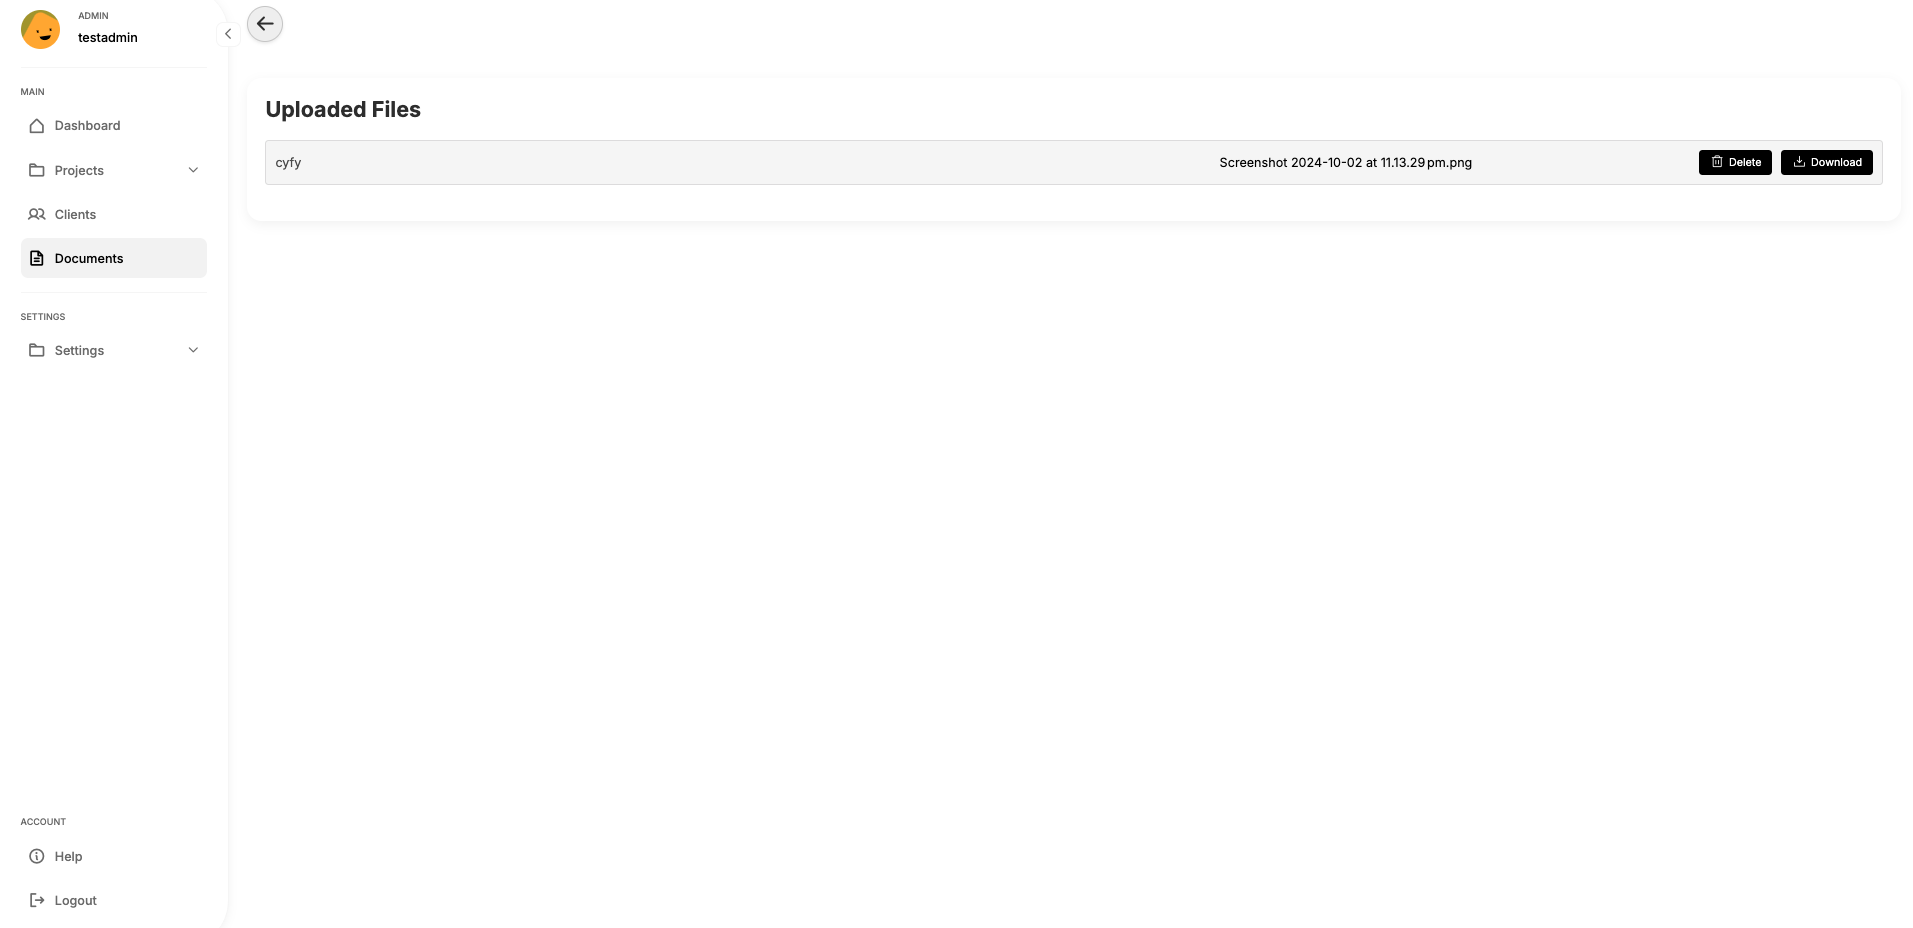 ADMIN
testadmin
MAIN
Dashboard
Projects
Clients
Documents
SETTINGS
Settings
ACCOUNT
Help
Logout
Uploaded Files
cyfy Screenshot 2024-10-02 at 11.13.29 pm.png Delete Download